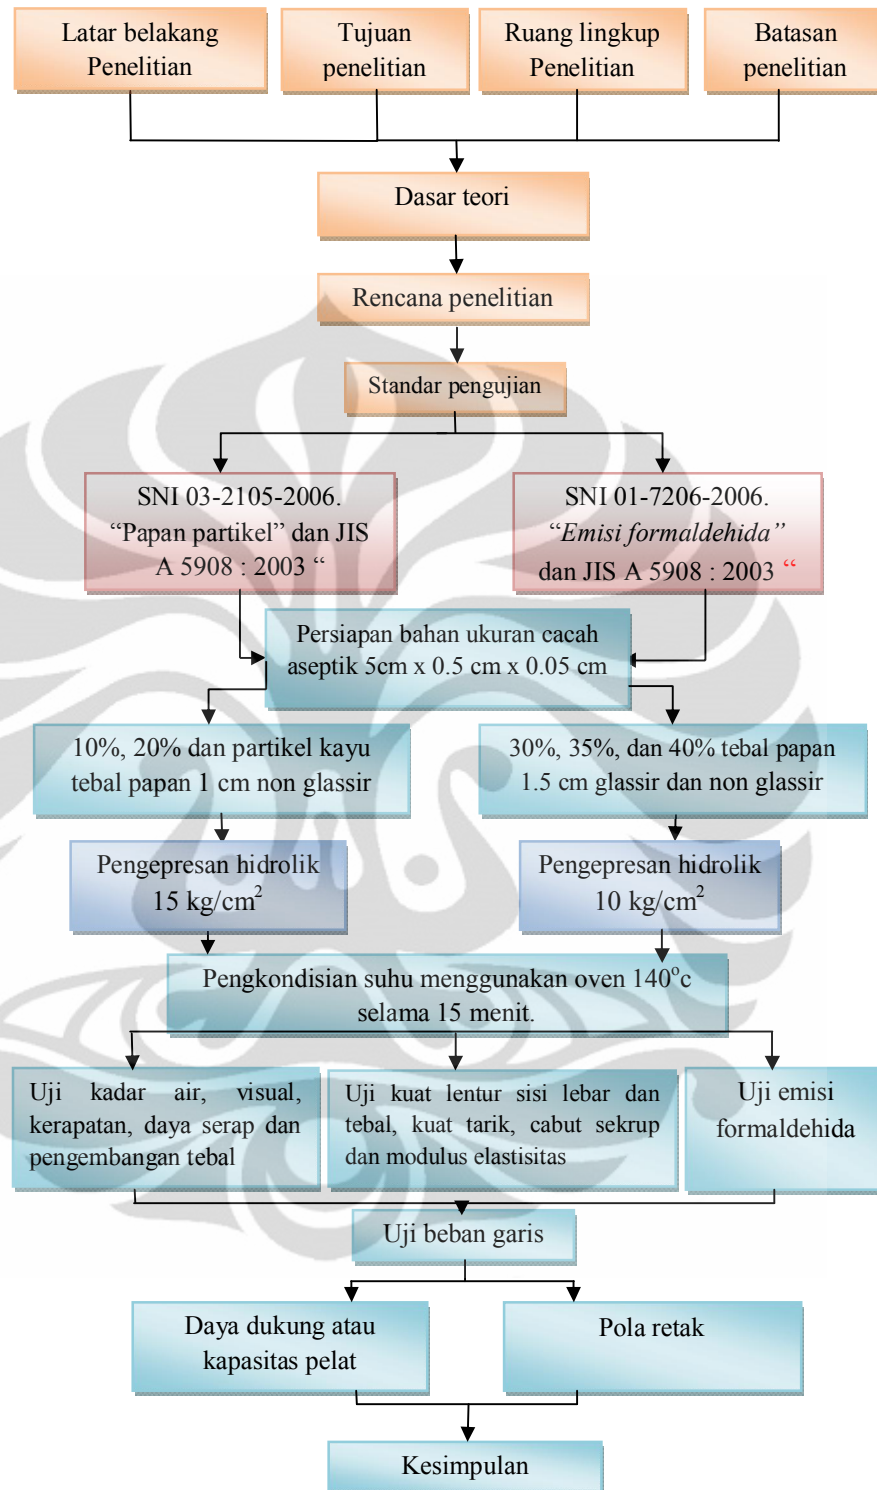 Latar belakang
Penelitian
Tujuan
penelitian
Ruang lingkup
Penelitian
Batasan
penelitian
Dasar teori
Rencana penelitian
Standar pengujian
SNI 03-2105-2006.
“Papan partikel” dan JIS
A 5908 : 2003 “
SNI 01-7206-2006.
“Emisi formaldehida”
dan JIS A 5908 : 2003 “
Persiapan bahan ukuran cacah
aseptik 5cm x 0.5 cm x 0.05 cm
10%, 20% dan partikel kayu
tebal papan 1 cm non glassir
30%, 35%, dan 40% tebal papan
1.5 cm glassir dan non glassir
Pengepresan hidrolik
15 kg/cm²
Pengepresan hidrolik
10 kg/cm²
Pengkondisian suhu menggunakan oven 140°c
selama 15 menit.
Uji kadar air, visual,
kerapatan, daya serap dan
pengembangan tebal
Uji kuat lentur sisi lebar dan
tebal, kuat tarik, cabut sekrup
dan modulus elastisitas
Uji emisi
formaldehida
Uji beban garis
Daya dukung atau
kapasitas pelat
Pola retak
Kesimpulan